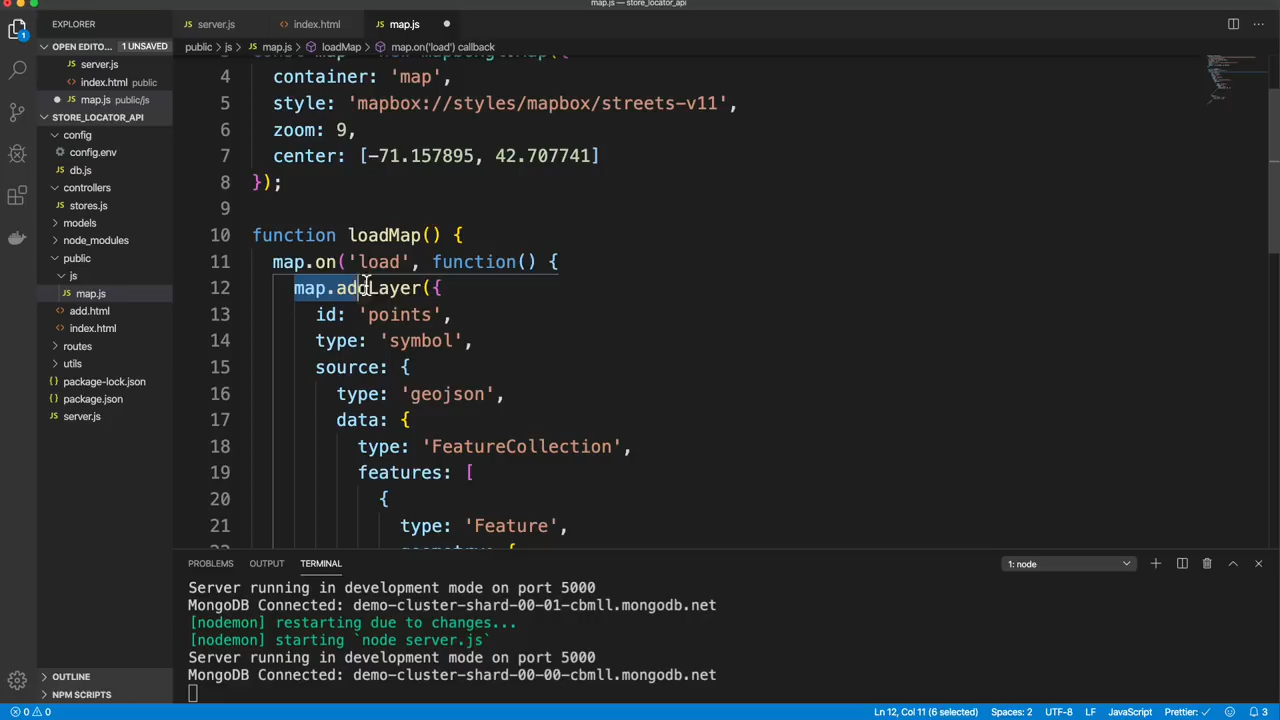 map.js — store_locator_api
EXPLORER
server.js
index.html
map.js
OPEN EDITO... 1 UNSAVED
server.js
index.html public
map.js public/js
STORE_LOCATOR_API
config
config.env
db.js
controllers
stores.js
models
node_modules
public
js
map.js
add.html
index.html
routes
utils
package-lock.json
package.json
server.js
OUTLINE
NPM SCRIPTS
public > js > map.js > loadMap > map.on('load') callback
4 container: 'map',
5 style: 'mapbox://styles/mapbox/streets-v11',
6 zoom: 9,
7 center: [-71.157895, 42.707741]
8 });
9
10 function loadMap() {
11 map.on('load', function() {
12 map.addLayer({
13 id: 'points',
14 type: 'symbol',
15 source: {
16 type: 'geojson',
17 data: {
18 type: 'FeatureCollection',
19 features: [
20 {
21 type: 'Feature',
PROBLEMS OUTPUT TERMINAL 1: node
Server running in development mode on port 5000
MongoDB Connected: demo-cluster-shard-00-01-cbmll.mongodb.net
[nodemon] restarting due to changes...
[nodemon] starting `node server.js`
Server running in development mode on port 5000
MongoDB Connected: demo-cluster-shard-00-00-cbmll.mongodb.net
0 0 Ln 12, Col 11 (6 selected) Spaces: 2 UTF-8 LF JavaScript Prettier: ✓ 3